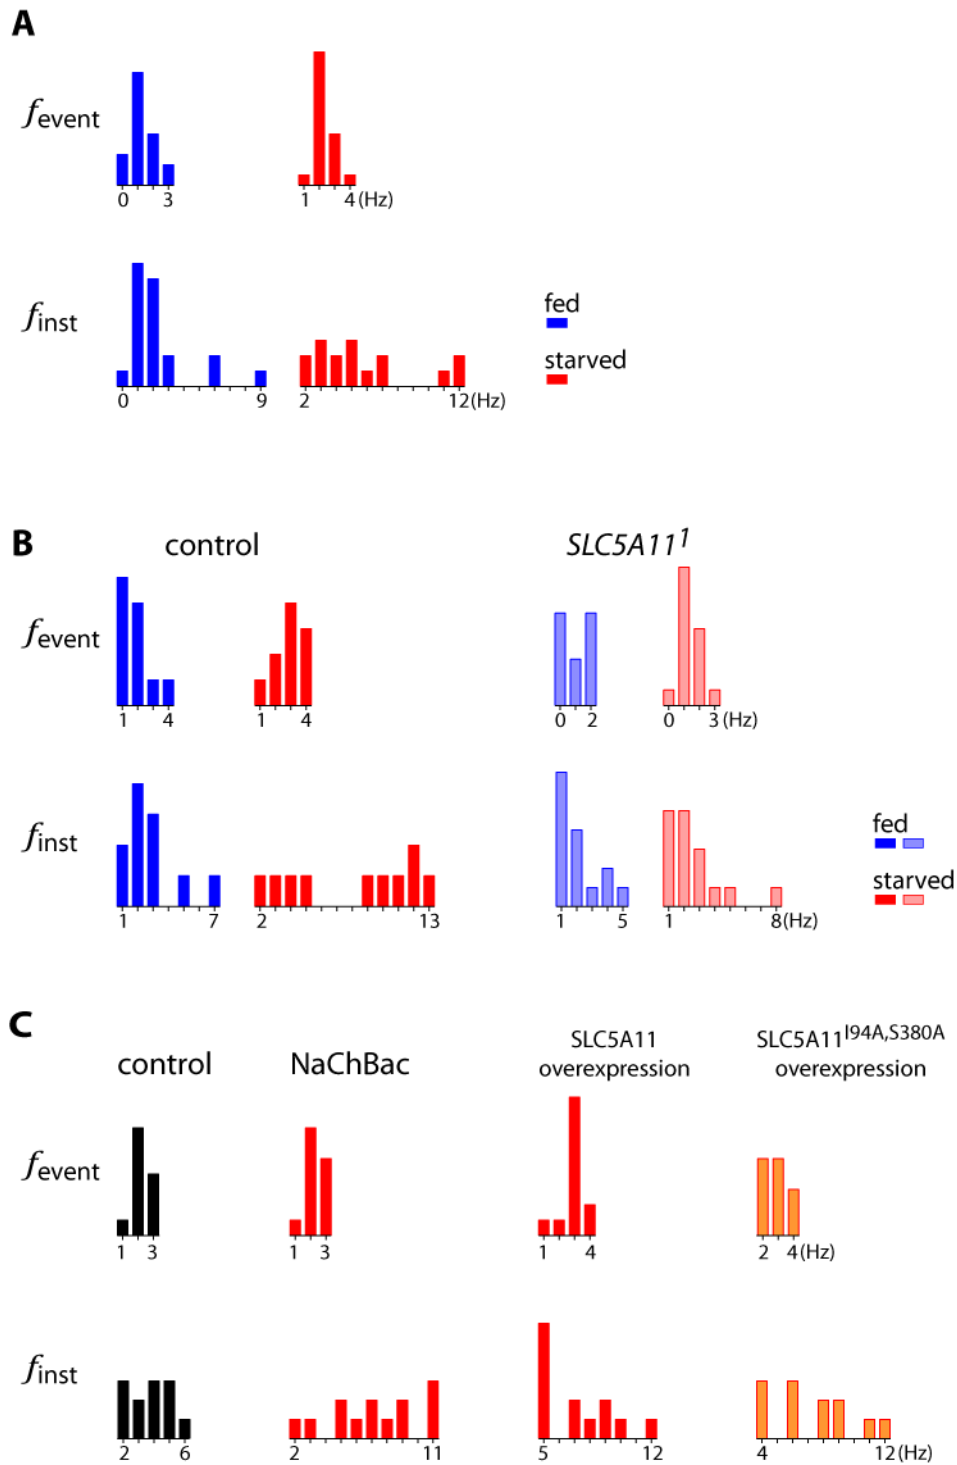 A
fevent
0 3 1 4 (Hz)
finst
0 9 2 12 (Hz)
fed
starved
B
control SLC5A11¹
fevent
1 4 1 4 0 2 0 3 (Hz)
finst
1 7 2 13 1 5 1 8 (Hz)
fed
starved
C
control NaChBac SLC5A11 overexpression SLC5A11I94A,S380A overexpression
fevent
1 3 1 3 1 4 2 4 (Hz)
finst
2 6 2 11 5 12 4 12 (Hz)